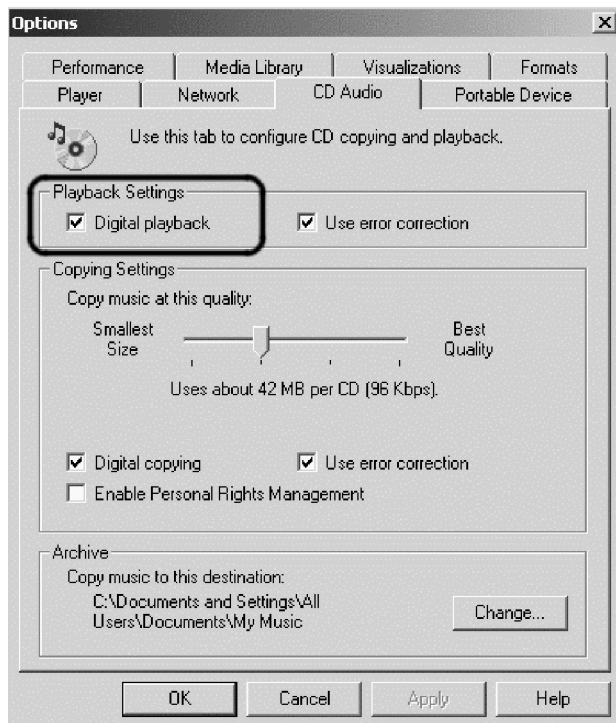 Options
Performance Media Library Visualizations Formats
Player Network CD Audio Portable Device
Use this tab to configure CD copying and playback.
Playback Settings
Digital playback Use error correction
Copying Settings
Copy music at this quality:
Smallest Best
Size Quality
Uses about 42 MB per CD (96 Kbps).
Digital copying Use error correction
Enable Personal Rights Management
Archive
Copy music to this destination:
C:\Documents and Settings\All
Users\Documents\My Music
Change...
OK Cancel Apply Help